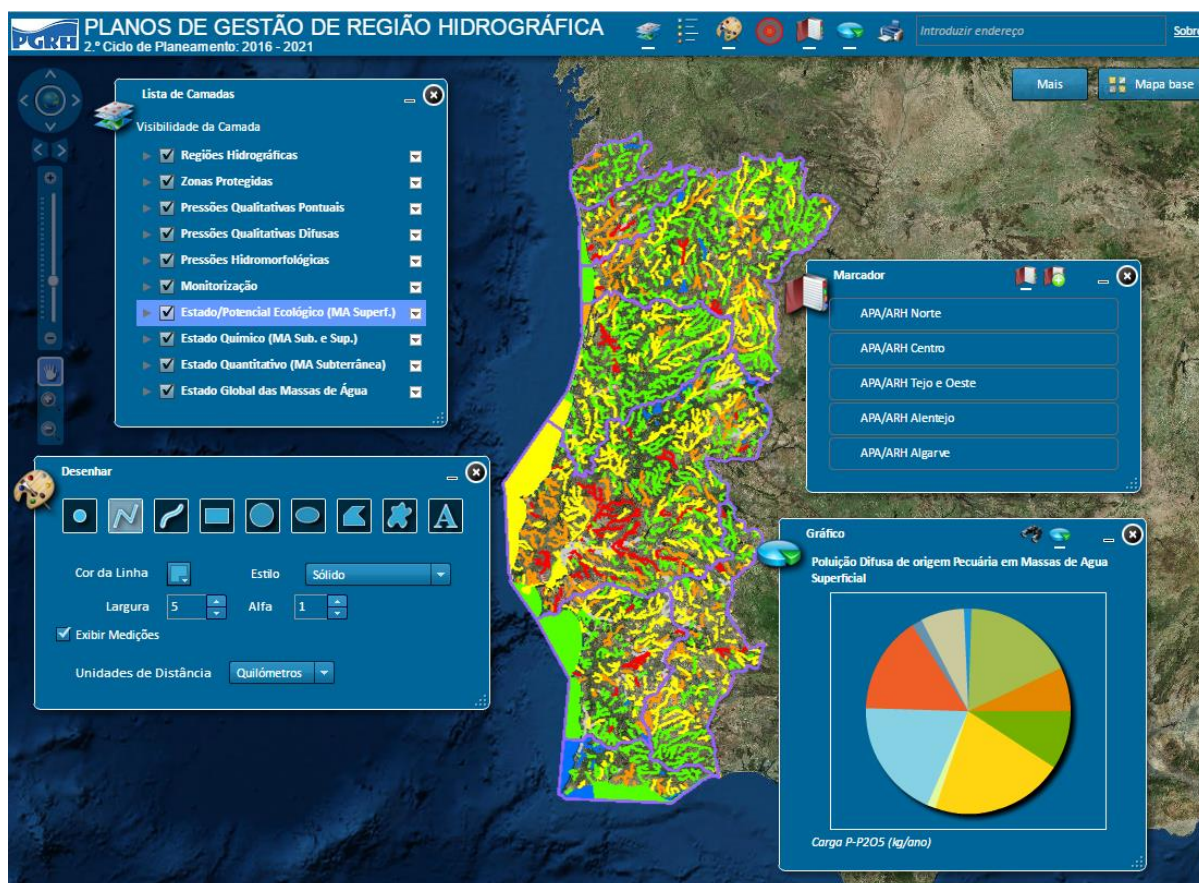 PGRH
PLANOS DE GESTÃO DE REGIÃO HIDROGRÁFICA
2.º Ciclo de Planeamento: 2016 - 2021
Introduzir endereço
Sobre
Mais
Mapa base
Lista de Camadas
Visibilidade da Camada
Regiões Hidrográficas
Zonas Protegidas
Pressões Qualitativas Pontuais
Pressões Qualitativas Difusas
Pressões Hidromorfológicas
Monitorização
Estado/Potencial Ecológico (MA Superf.)
Estado Químico (MA Sub. e Sup.)
Estado Quantitativo (MA Subterrânea)
Estado Global das Massas de Água
Marcador
APA/ARH Norte
APA/ARH Centro
APA/ARH Tejo e Oeste
APA/ARH Alentejo
APA/ARH Algarve
Desenhar
A
Cor da Linha
Estilo
Sólido
Largura
5
Alfa
1
Exibir Medições
Unidades de Distância
Quilómetros
Gráfico
Poluição Difusa de origem Pecuária em Massas de Agua
Superficial
Carga P-P2O5 (kg/ano)